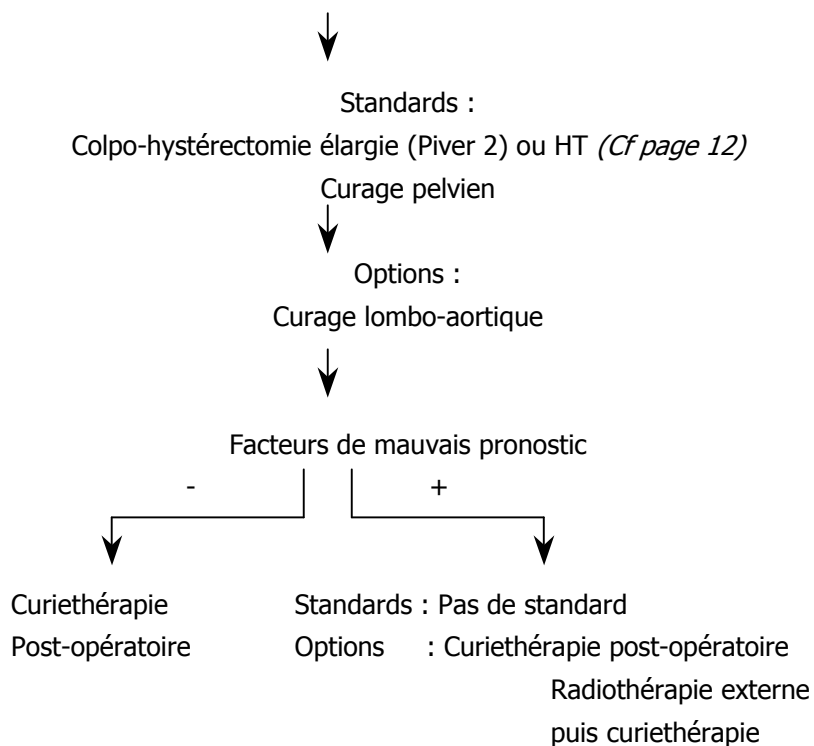 Standards :
Colpo-hystérectomie élargie (Piver 2) ou HT (Cf page 12)
Curage pelvien
Options :
Curage lombo-aortique
Facteurs de mauvais pronostic
- +
Curiethérapie
Post-opératoire
Standards : Pas de standard
Options : Curiethérapie post-opératoire
Radiothérapie externe
puis curiethérapie